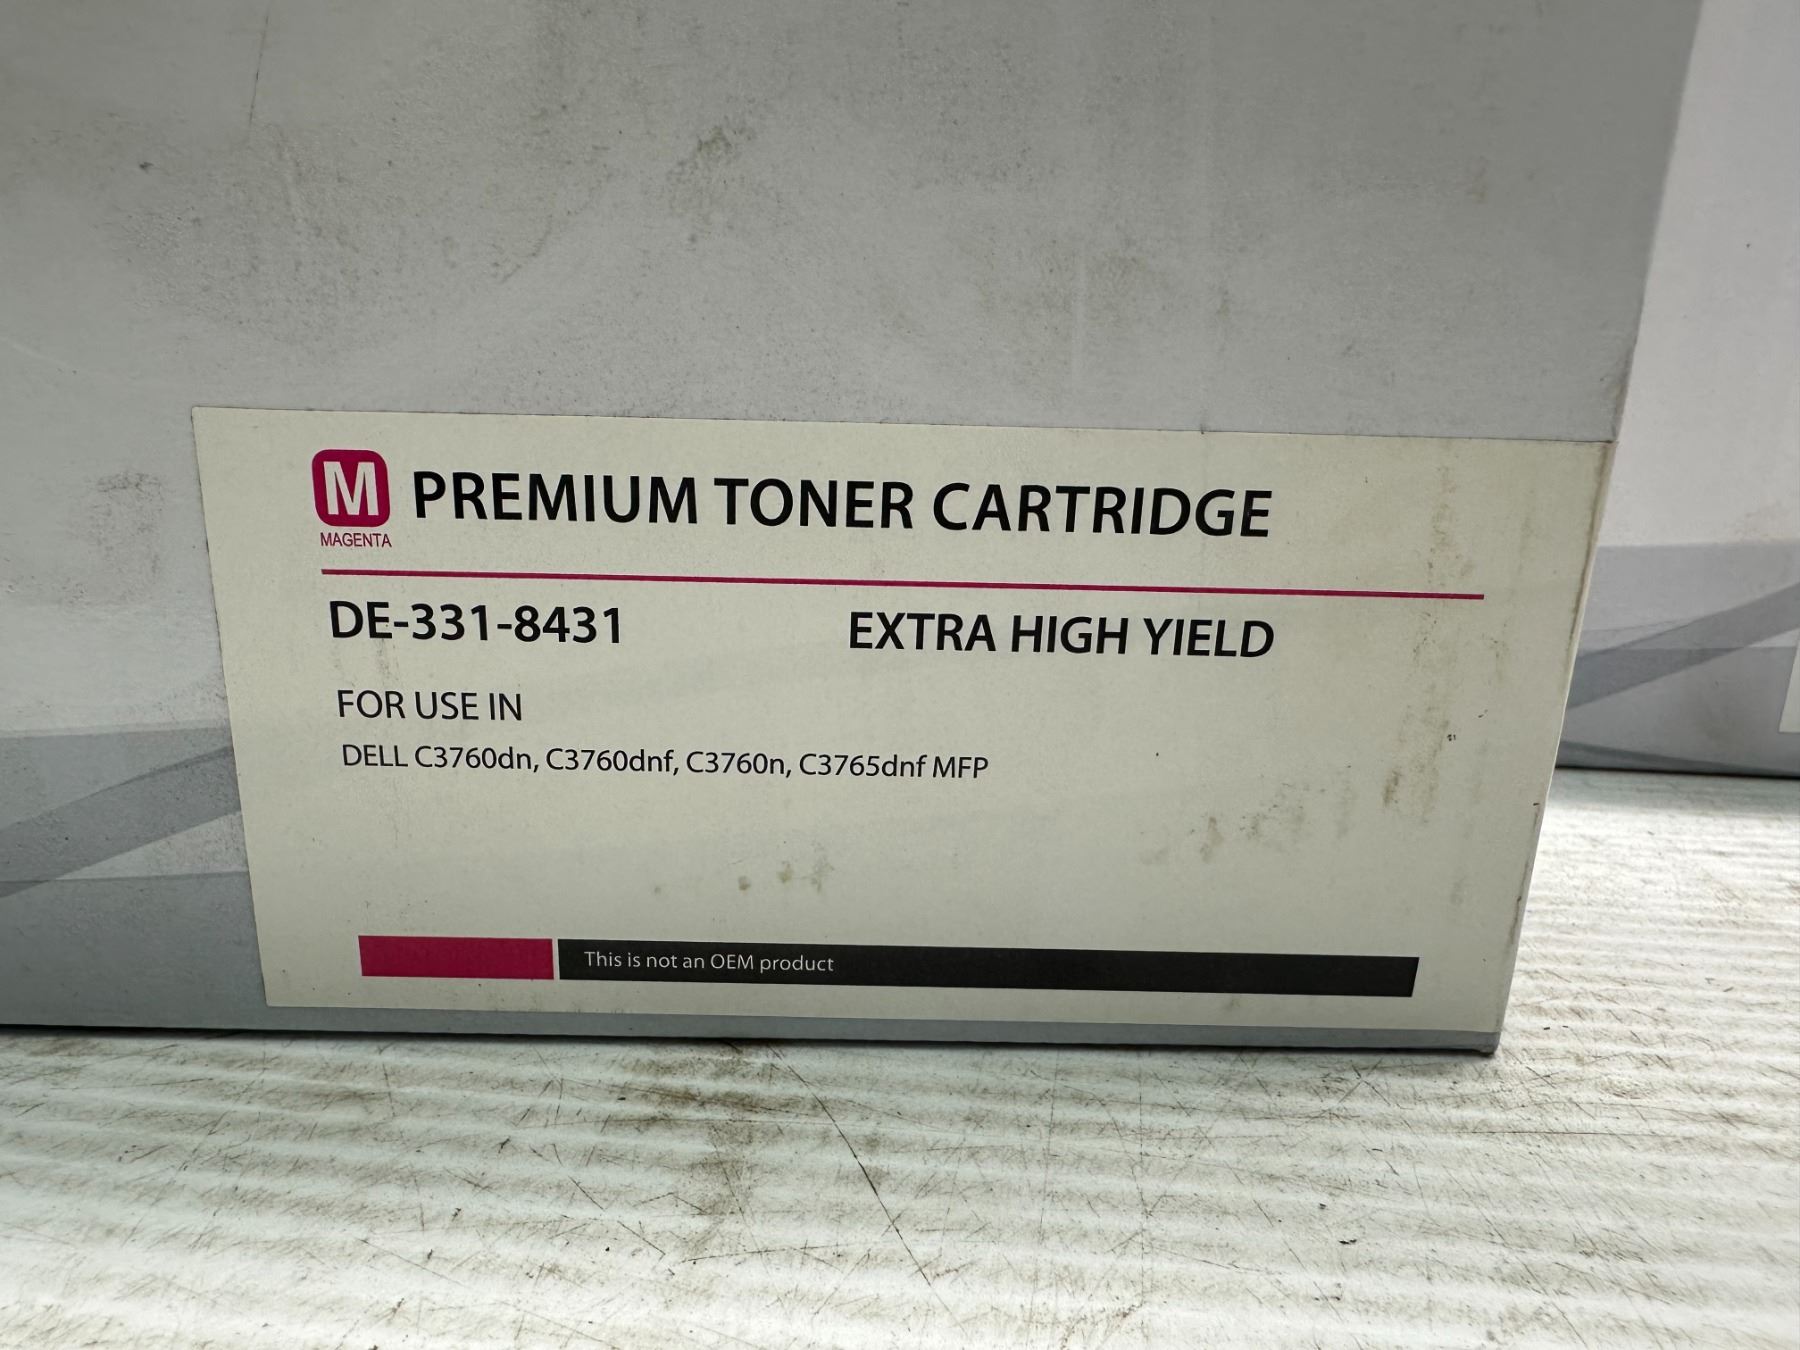 M PREMIUM TONER CARTRIDGE
MAGENTA
DE-331-8431 EXTRA HIGH YIELD
FOR USE IN
DELL C3760dn, C3760dnf, C3760n, C3765dnf MFP
This is not an OEM product